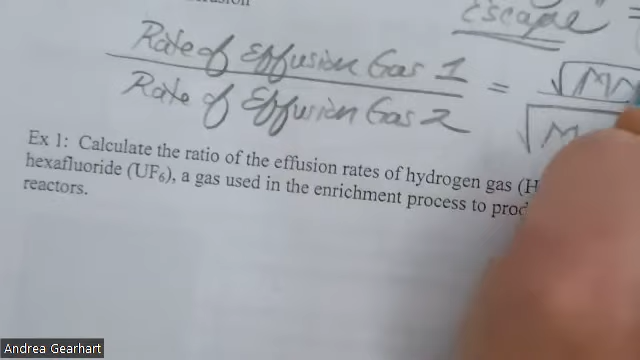 Escape =
Rate of Effusion Gas 1 = √MM
Rate of Effusion Gas 2 √M
Ex 1: Calculate the ratio of the effusion rates of hydrogen gas (H
hexafluoride (UF₆), a gas used in the enrichment process to prod
reactors.
Andrea Gearhart